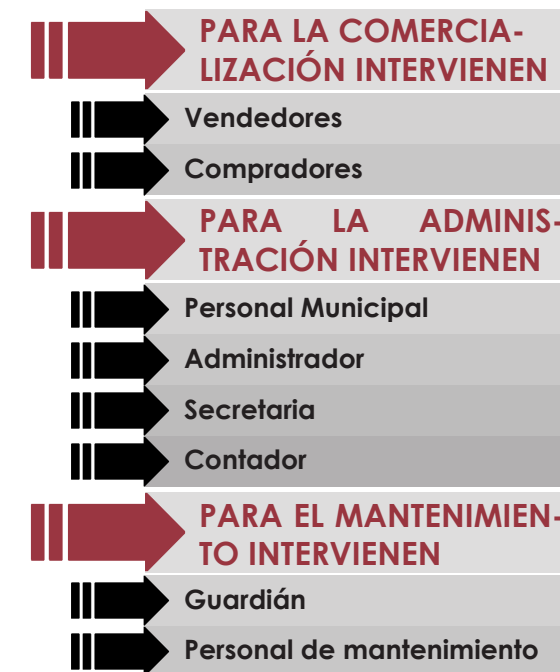 PARA LA COMERCIA-
LIZACIÓN INTERVIENEN
Vendedores
Compradores
PARA LA ADMINIS-
TRACIÓN INTERVIENEN
Personal Municipal
Administrador
Secretaria
Contador
PARA EL MANTENIMIEN-
TO INTERVIENEN
Guardián
Personal de mantenimiento